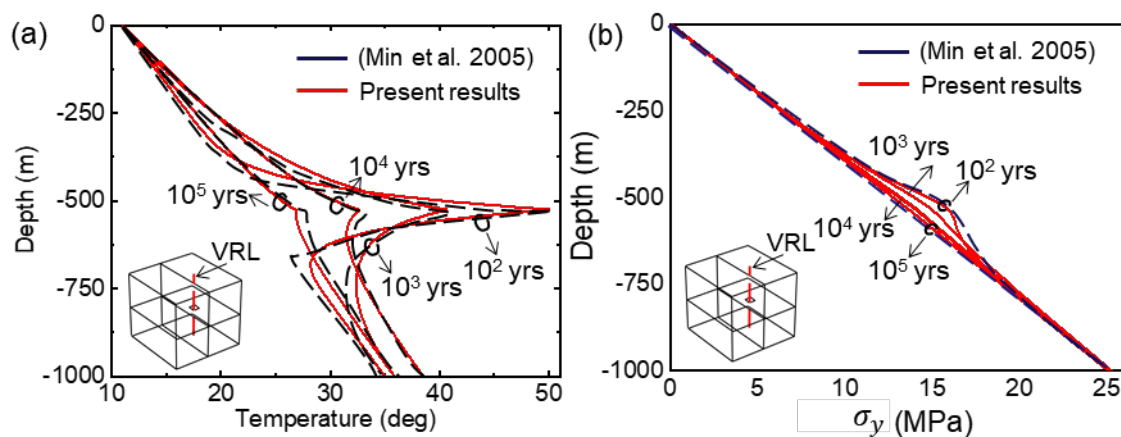 (a)
0
-250
-500
-750
-1000
Depth (m)
(Min et al. 2005)
Present results
10⁴ yrs
10⁵ yrs
10² yrs
10³ yrs
VRL
10
20
30
40
50
Temperature (deg)
(b)
0
-250
-500
-750
-1000
Depth (m)
(Min et al. 2005)
Present results
10³ yrs
10² yrs
10⁴ yrs
10⁵ yrs
VRL
0
5
10
15
20
25
σy (MPa)